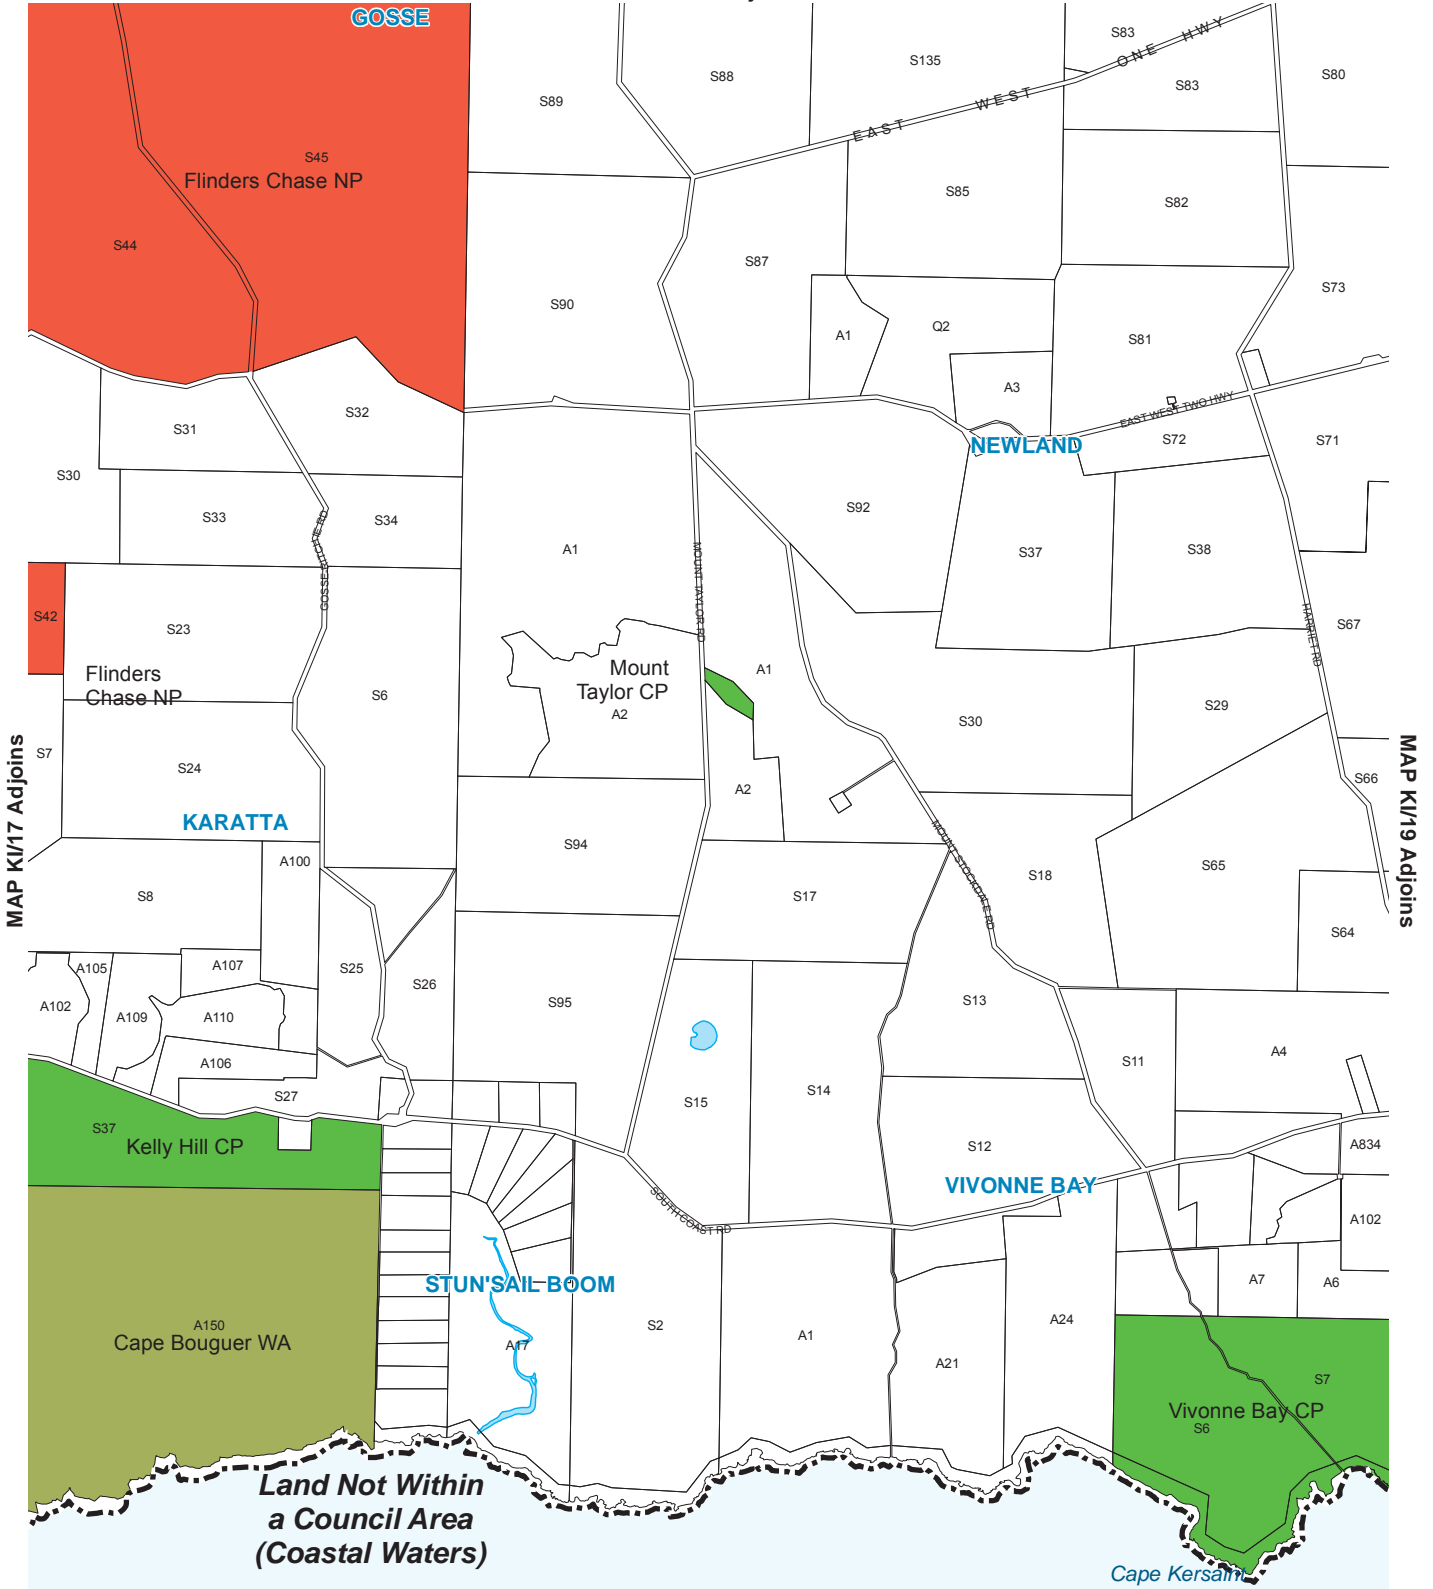 GOSSE
S83
ONE HWY
S135
S88
S80
S83
S89
WEST
EAST
S45
Flinders Chase NP
S85
S82
S44
S87
S73
S90
Q2
A1
S81
A3
EAST WEST TWO HWY
S32
S31
NEWLAND
S72
S71
S30
S92
S33
S34
A1
S37
S38
GOSSE RITCHIE RD
MOUNT TAYLOR RD
HARRIET RD
S42
S23
S67
Flinders
Chase NP
Mount
Taylor CP
A1
S6
A2
S30
S29
S7
S24
S66
A2
MAP KI/17 Adjoins
MAP KI/19 Adjoins
KARATTA
MOUNT STOCKDALE RD
S94
A100
S65
S18
S8
S17
S64
A105
A107
S25
S26
A102
A109
A110
S95
S13
A4
A106
S11
S14
S27
S15
S37
Kelly Hill CP
S12
A834
VIVONNE BAY
SOUTH COAST RD
A102
STUN'SAIL BOOM
A7
A6
A150
Cape Bouguer WA
S2
A24
A1
A17
A21
S7
Vivonne Bay CP
S6
Land Not Within
a Council Area
(Coastal Waters)
Cape Kersaint